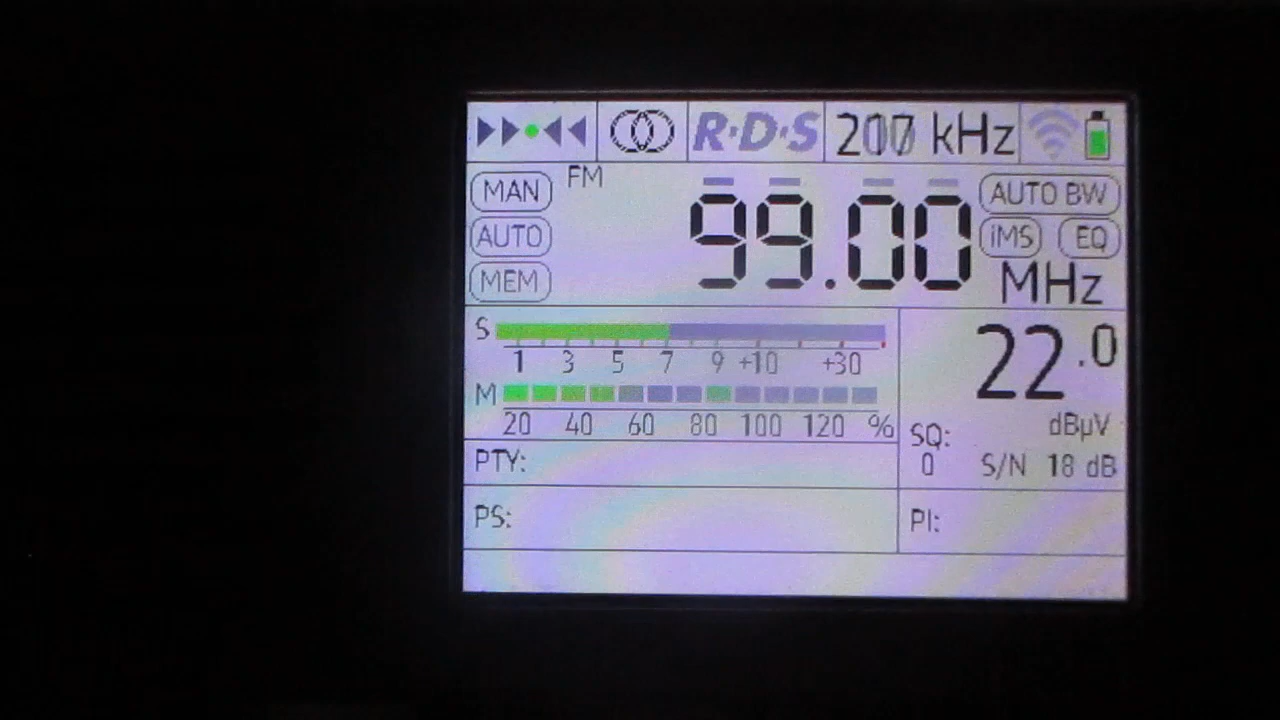 R·D·S 207 kHz
MAN FM 99.00 AUTO BW
AUTO iMS EQ
MEM MHz
S
1 3 5 7 9 +10 +30
22.0
M
20 40 60 80 100 120 %
dBµV
SQ:
0 S/N 18 dB
PTY:
PS: PI: